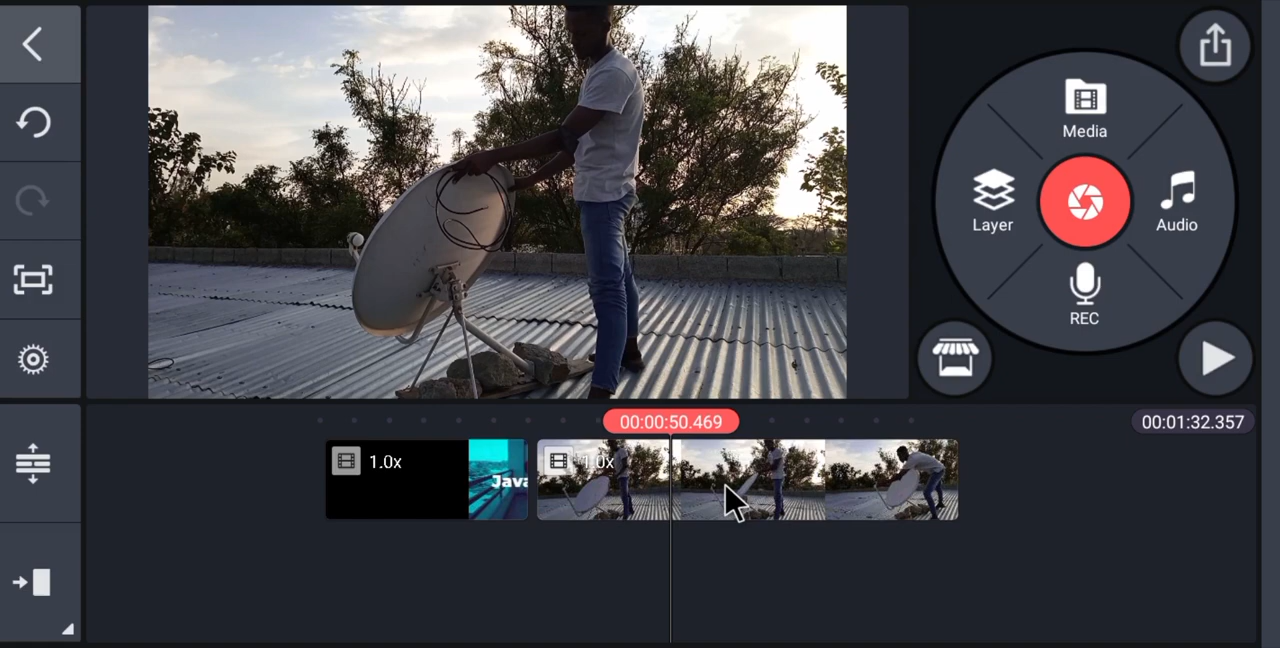 Media
Layer
Audio
REC
00:00:50.469
00:01:32.357
1.0x
Java
1.0x